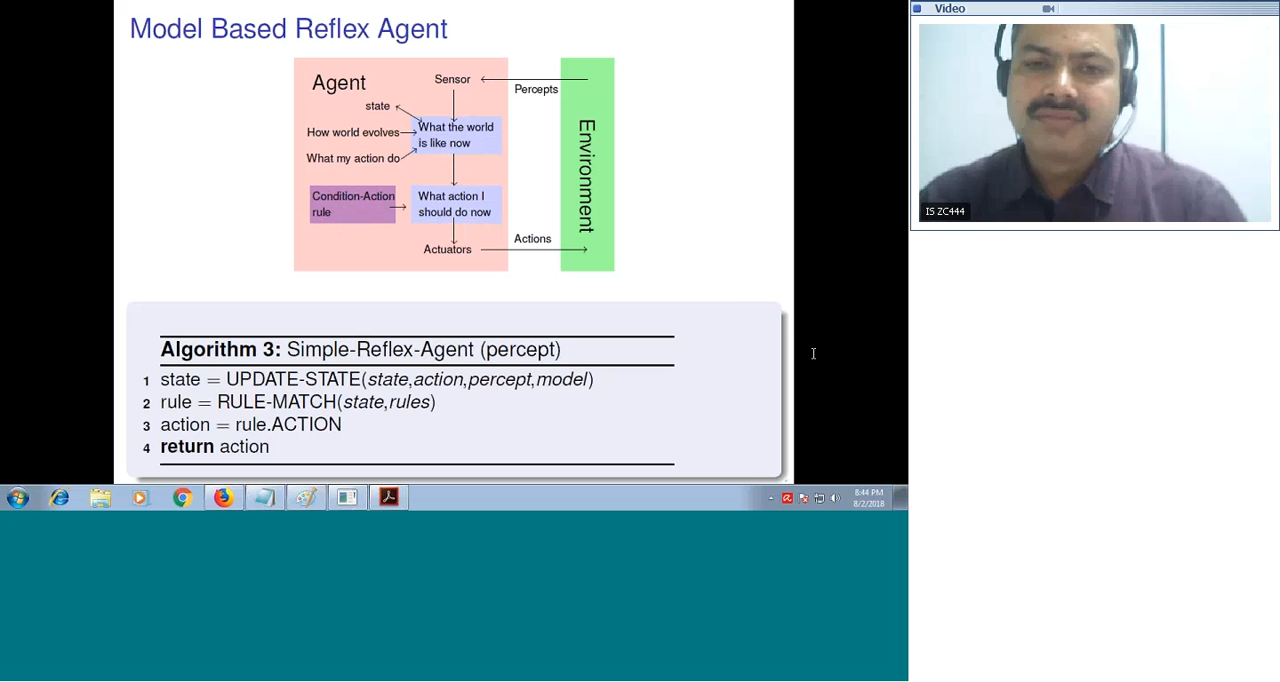 Model Based Reflex Agent
Agent
Sensor
Percepts
state
How world evolves
What the world
is like now
What my action do
Condition-Action
rule
What action I
should do now
Actuators
Actions
Environment
Algorithm 3: Simple-Reflex-Agent (percept)
1 state = UPDATE-STATE(state,action,percept,model)
2 rule = RULE-MATCH(state,rules)
3 action = rule.ACTION
4 return action
8:44 PM
8/2/2018
Video
IS ZC444